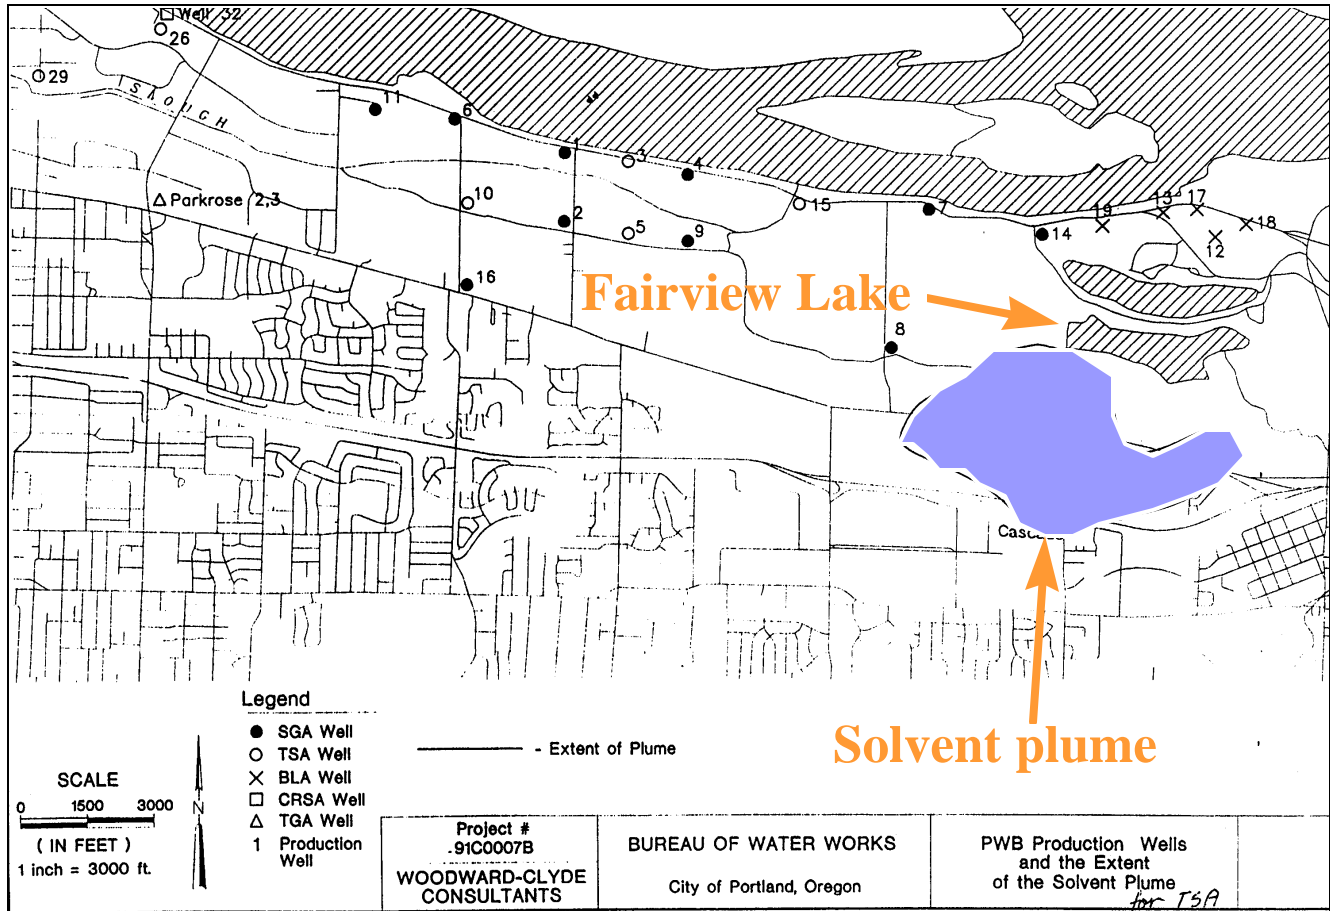 Well 32
26
29
SLOUGH
11
6
1
3
4
Parkrose 2,3
10
2
5
9
15
7
19
13
17
18
12
14
16
Fairview Lake
8
Casca
Solvent plume
Legend
SGA Well
TSA Well
BLA Well
CRSA Well
TGA Well
1 Production
Well
- Extent of Plume
SCALE
0 1500 3000
( IN FEET )
1 inch = 3000 ft.
N
Project #
91C0007B
WOODWARD-CLYDE
CONSULTANTS
BUREAU OF WATER WORKS
City of Portland, Oregon
PWB Production Wells
and the Extent
of the Solvent Plume
for TSA